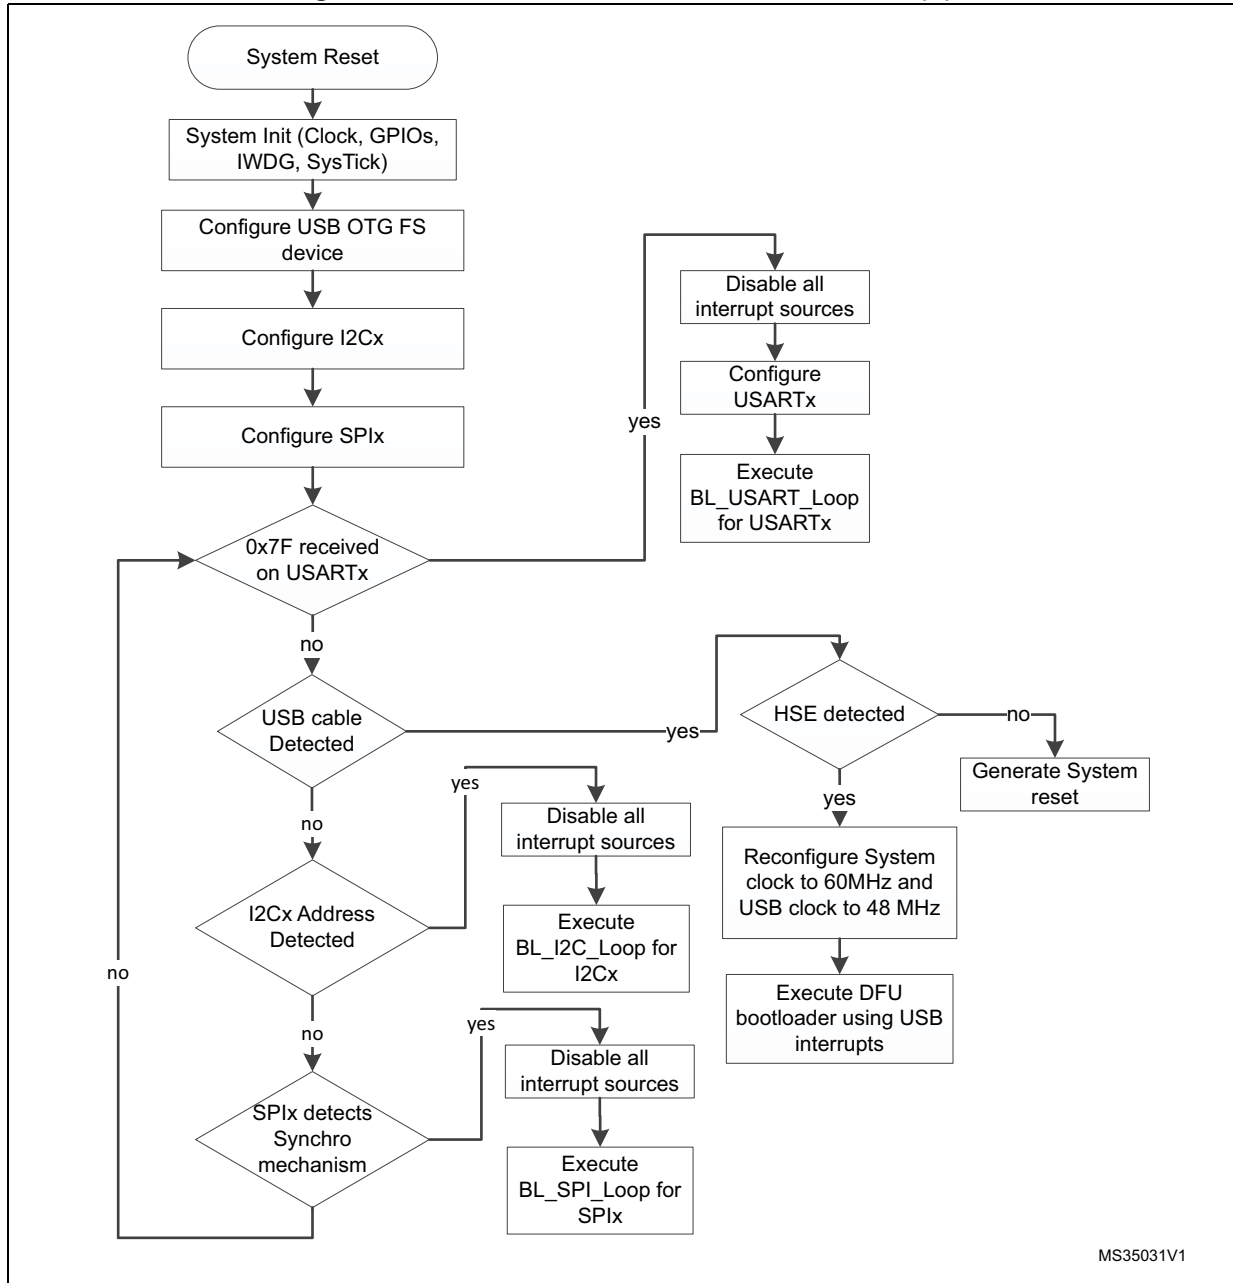 System Reset
System Init (Clock, GPIOs,
IWDG, SysTick)
Configure USB OTG FS
device
Configure I2Cx
Configure SPIx
0x7F received
on USARTx
yes
Disable all
interrupt sources
Configure
USARTx
Execute
BL_USART_Loop
for USARTx
no
USB cable
Detected
yes
HSE detected
no
Generate System
reset
yes
Reconfigure System
clock to 60MHz and
USB clock to 48 MHz
Execute DFU
bootloader using USB
interrupts
no
I2Cx Address
Detected
yes
Disable all
interrupt sources
Execute
BL_I2C_Loop for
I2Cx
no
SPIx detects
Synchro
mechanism
yes
Disable all
interrupt sources
Execute
BL_SPI_Loop for
SPIx
no
MS35031V1